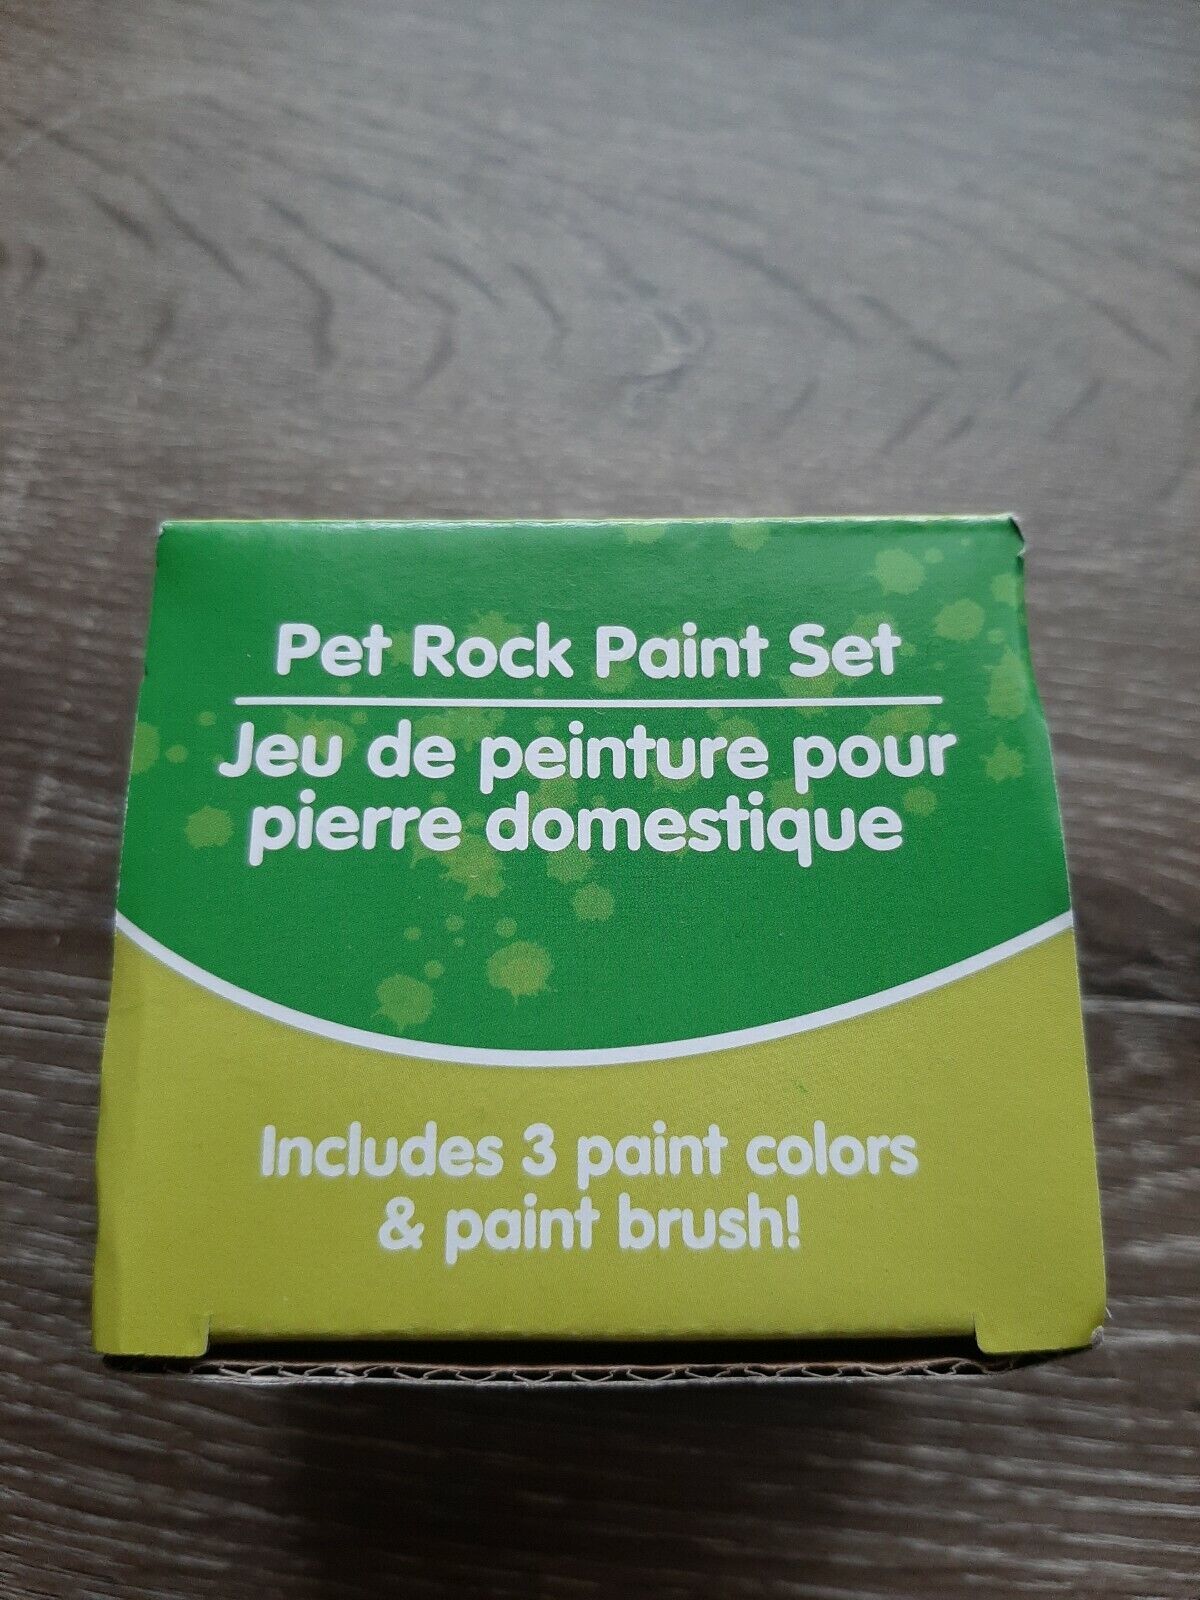 Pet Rock Paint Set
Jeu de peinture pour
pierre domestique
Includes 3 paint colors
& paint brush!